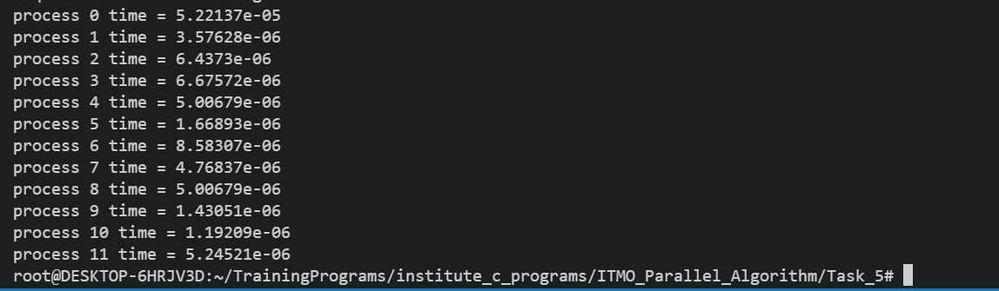 process 0 time = 5.22137e-05
process 1 time = 3.57628e-06
process 2 time = 6.4373e-06
process 3 time = 6.67572e-06
process 4 time = 5.00679e-06
process 5 time = 1.66893e-06
process 6 time = 8.58307e-06
process 7 time = 4.76837e-06
process 8 time = 5.00679e-06
process 9 time = 1.43051e-06
process 10 time = 1.19209e-06
process 11 time = 5.24521e-06
root@DESKTOP-6HRJV3D:~/TrainingPrograms/institute_c_programs/ITMO_Parallel_Algorithm/Task_5#